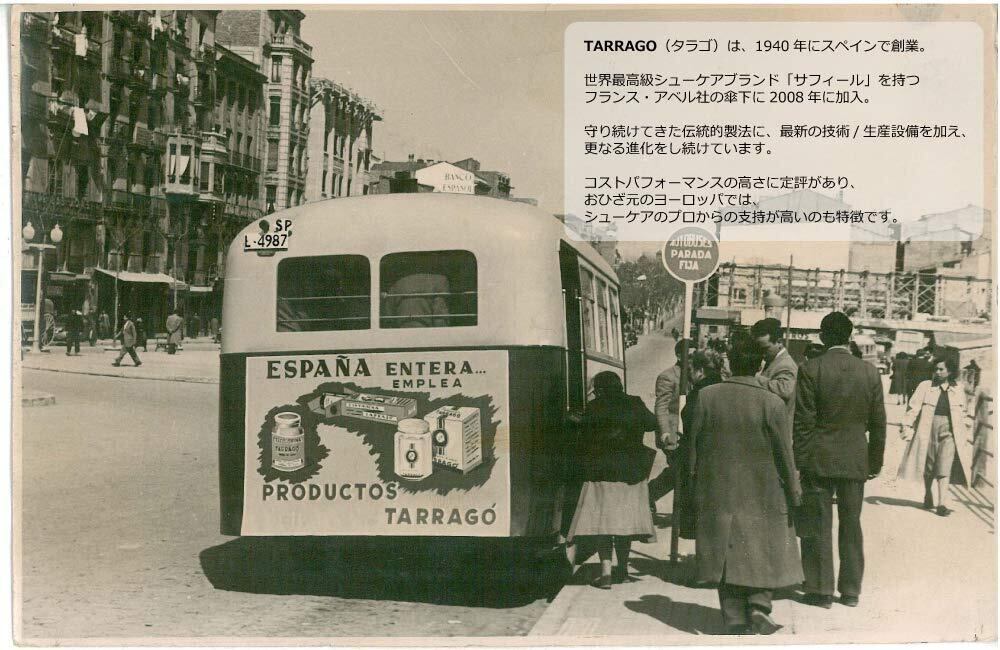 TARRAGO（タラゴ）は、1940 年にスペインで創業。
世界最高級シューケアブランド「サフィール」を持つ
フランス・アベル社の傘下に 2008 年に加入。
守り続けてきた伝統的製法に、最新の技術 / 生産設備を加え、
更なる進化をし続けています。
コストパフォーマンスの高さに定評があり、
おひざ元のヨーロッパでは、
シューケアのプロからの支持が高いのも特徴です。
BANCO
ESPAÑOL
SP
4987
AUTOBUSES
PARADA
FIJA
ESPAÑA ENTERA...
EMPLEA
TARRAGO
PRODUCTOS
TARRAGÓ